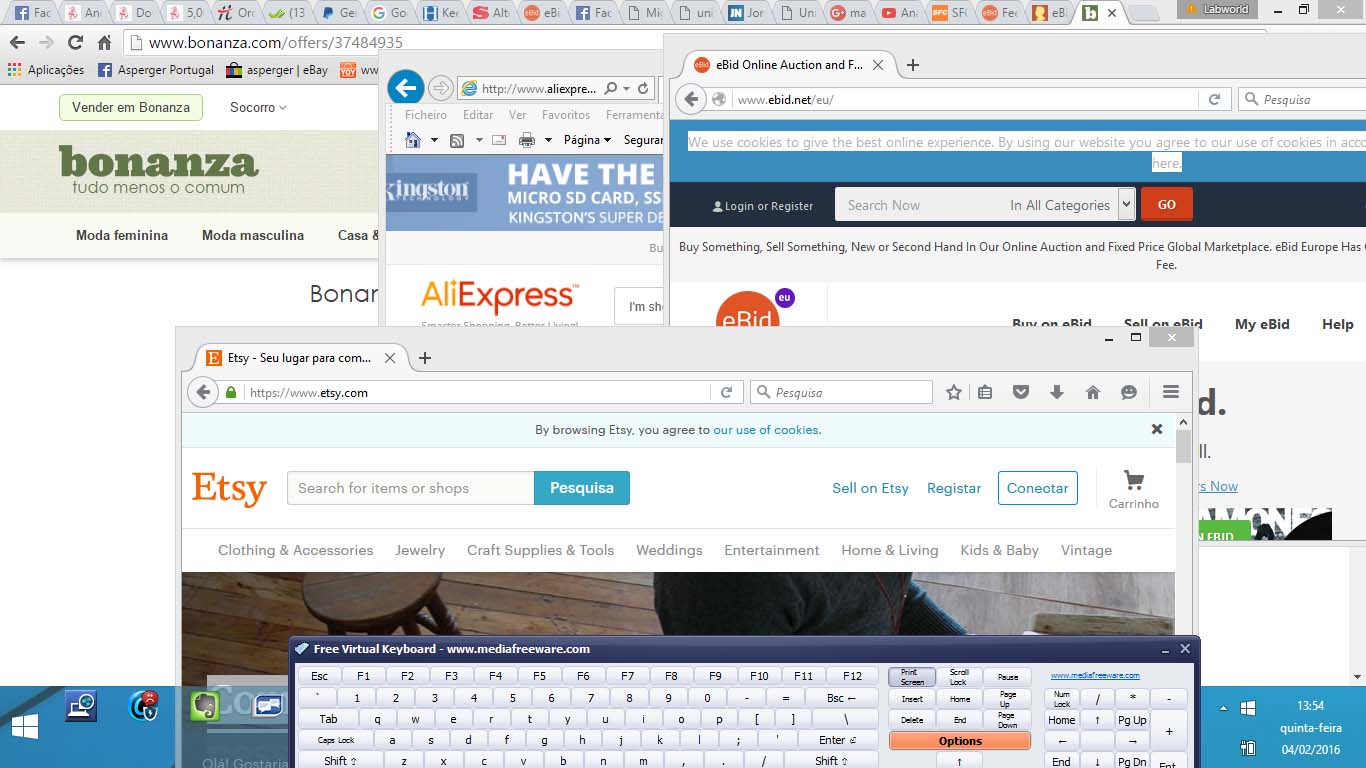 Fac
An
Do
5,0
Or
(13
Ge
Go
Kee
Alt
eBi
Fac
Mi
un
Jor
Uni
ma
An
SFC
Fee
eBi
Labworld
www.bonanza.com/offers/37484935
Aplicações
Asperger Portugal
asperger | eBay
ww
Vender em Bonanza
Socorro
bonanza
tudo menos o comum
Moda feminina
Moda masculina
Casa &
Bonan
http://www.aliexpre...
Ficheiro Editar Ver Favoritos Ferramenta
Página
Segurar
Kingston
TECHNOLOGY
HAVE THE
MICRO SD CARD, SS
KINGSTON'S SUPER DE
Bu
AliExpress™
Smarter Shopping, Better Living!
I'm sho
eBid Online Auction and F...
www.ebid.net/eu/
Pesquisa
We use cookies to give the best online experience. By using our website you agree to our use of cookies in acco
here.
Login or Register
Search Now
In All Categories
GO
Buy Something, Sell Something, New or Second Hand In Our Online Auction and Fixed Price Global Marketplace. eBid Europe Has
Fee.
eBid
eu
Buy on eBid
Sell on eBid
My eBid
Help
d.
ll.
rs Now
N EBID
Etsy - Seu lugar para com...
https://www.etsy.com
Pesquisa
By browsing Etsy, you agree to our use of cookies.
Etsy
Search for items or shops
Pesquisa
Sell on Etsy
Registar
Conectar
Carrinho
Clothing & Accessories
Jewelry
Craft Supplies & Tools
Weddings
Entertainment
Home & Living
Kids & Baby
Vintage
Free Virtual Keyboard - www.mediafreeware.com
Esc F1 F2 F3 F4 F5 F6 F7 F8 F9 F10 F11 F12 Print Screen Scroll Lock Pause www.mediafreeware.com
` 1 2 3 4 5 6 7 8 9 0 - = Bsc Insert Home Page Up Num Lock / * -
Tab q w e r t y u i o p [ ] \ Delete End Page Down Home ↑ Pg Up +
Caps Lock a s d f g h j k l ; ' Enter Options ← →
Shift ⇧ z x c v b n m , . / Shift ⇧ ↑ End ↓ Pg Dn Ent
Olá! Gostaria
13:54
quinta-feira
04/02/2016